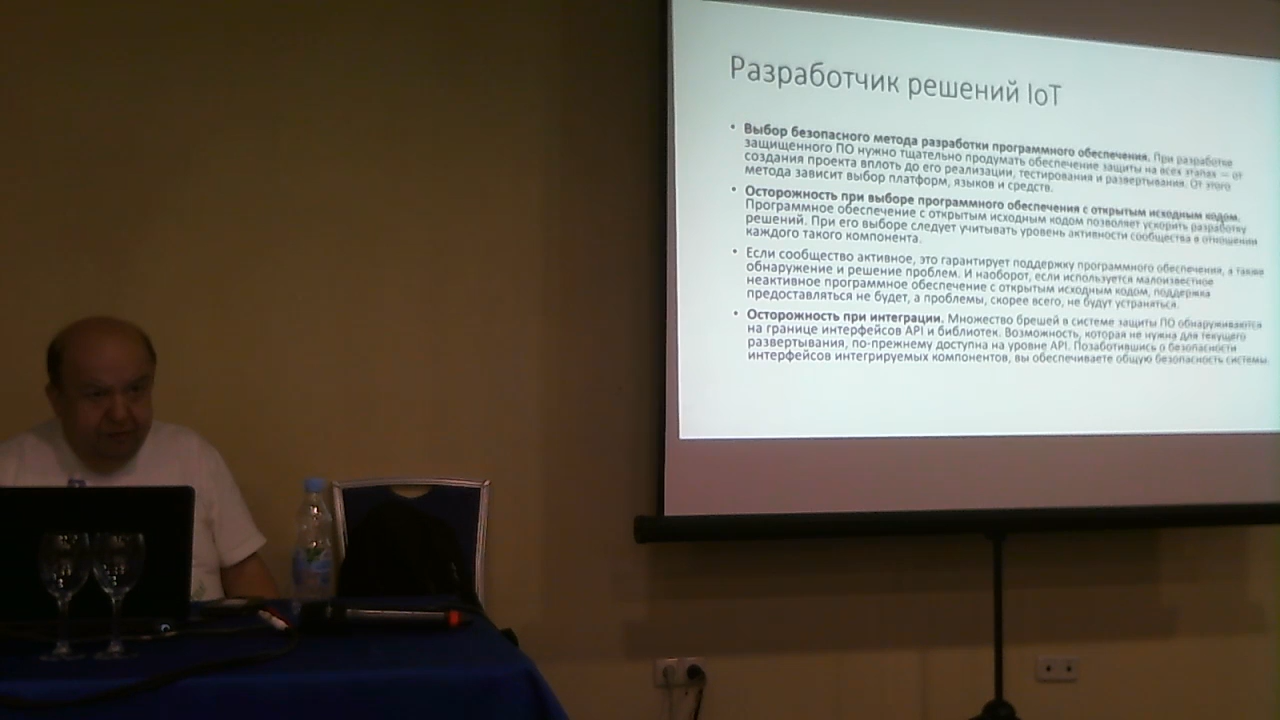 Разработчик решений IoT
• Выбор безопасного метода разработки программного обеспечения. При разработке
защищенного ПО нужно тщательно продумать обеспечение защиты на всех этапах — от
создания проекта вплоть до его реализации, тестирования и развертывания. От этого
метода зависит выбор платформ, языков и средств.
• Осторожность при выборе программного обеспечения с открытым исходным кодом.
Программное обеспечение с открытым исходным кодом позволяет ускорить разработку
решений. При его выборе следует учитывать уровень активности сообщества в отношении
каждого такого компонента.
• Если сообщество активное, это гарантирует поддержку программного обеспечения, а также
обнаружение и решение проблем. И наоборот, если используется малоизвестное
неактивное программное обеспечение с открытым исходным кодом, поддержка
предоставляться не будет, а проблемы, скорее всего, не будут устраняться.
• Осторожность при интеграции. Множество брешей в системе защиты ПО обнаруживаются
на границе интерфейсов API и библиотек. Возможность, которая не нужна для текущего
развертывания, по-прежнему доступна на уровне API. Позаботившись о безопасности
интерфейсов интегрируемых компонентов, вы обеспечиваете общую безопасность системы.